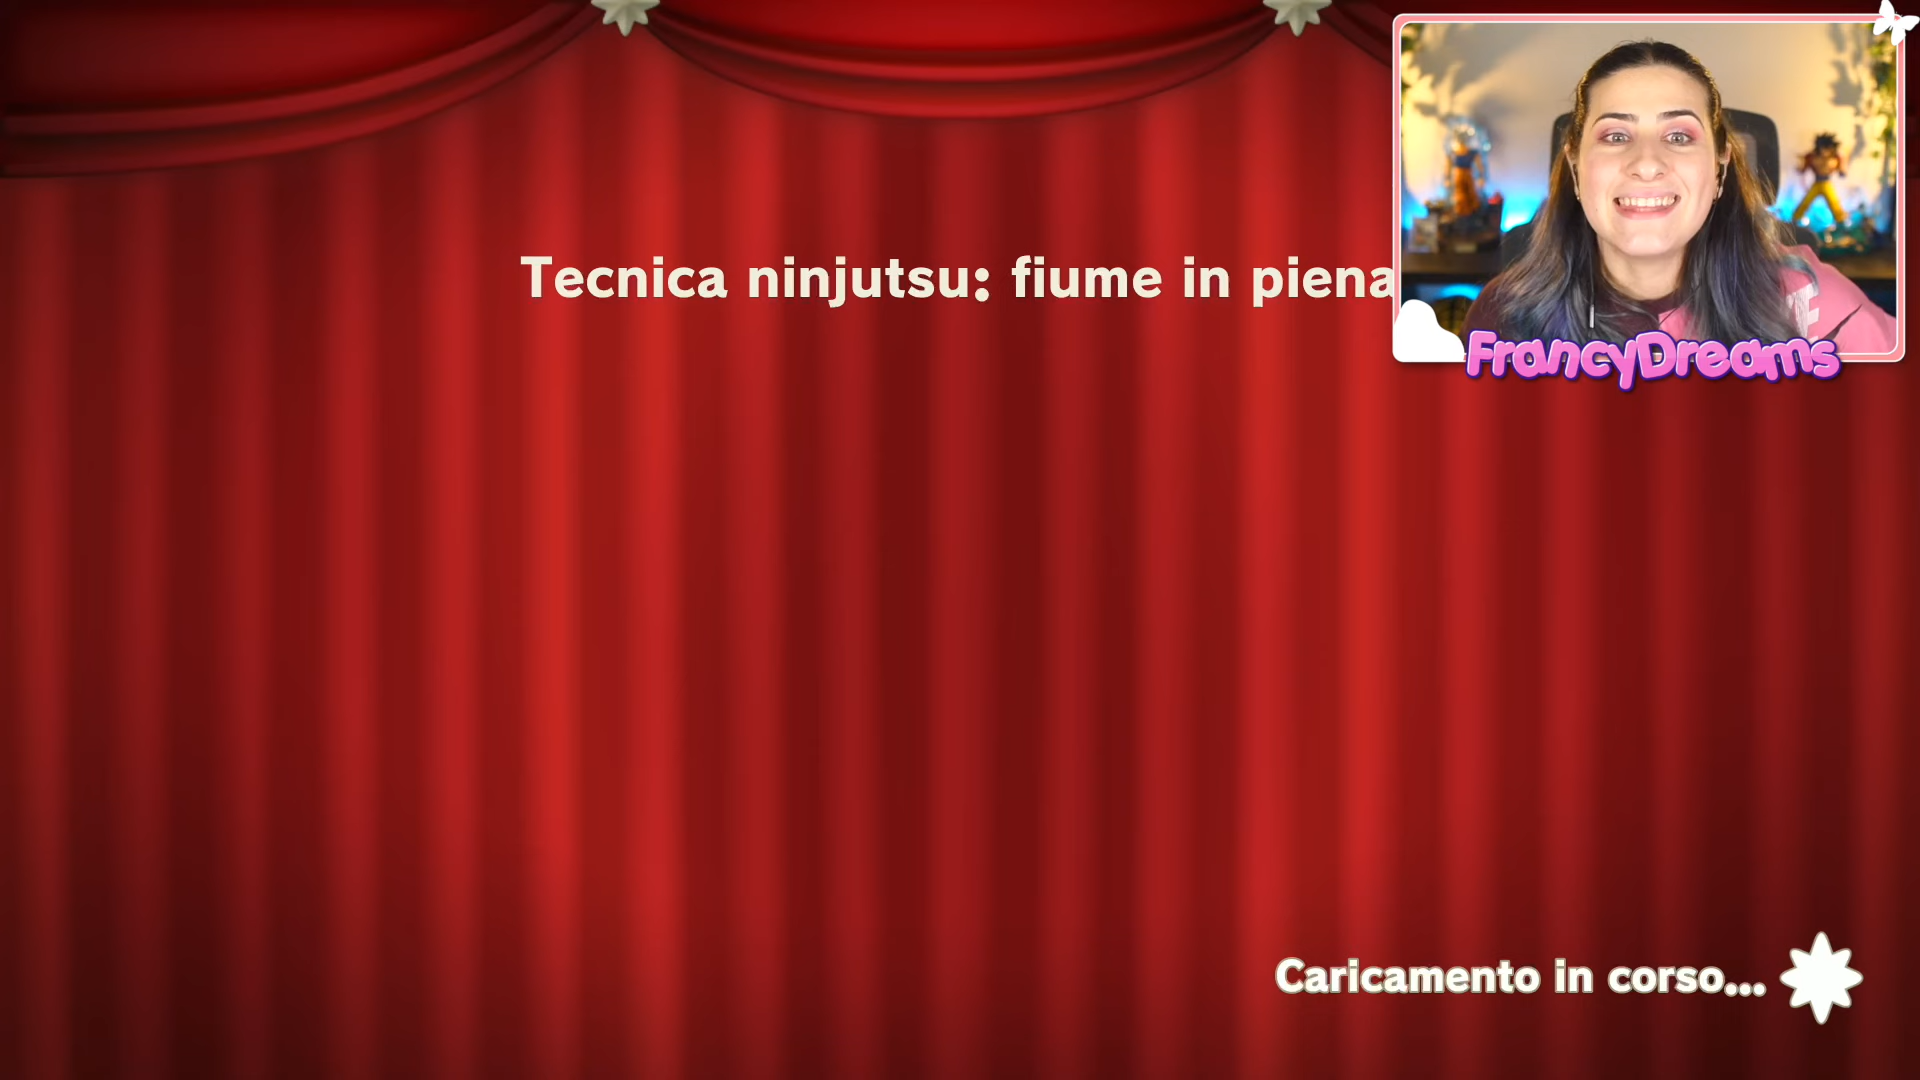 Tecnica ninjutsu: fiume in piena
FrancyDreams
Caricamento in corso...